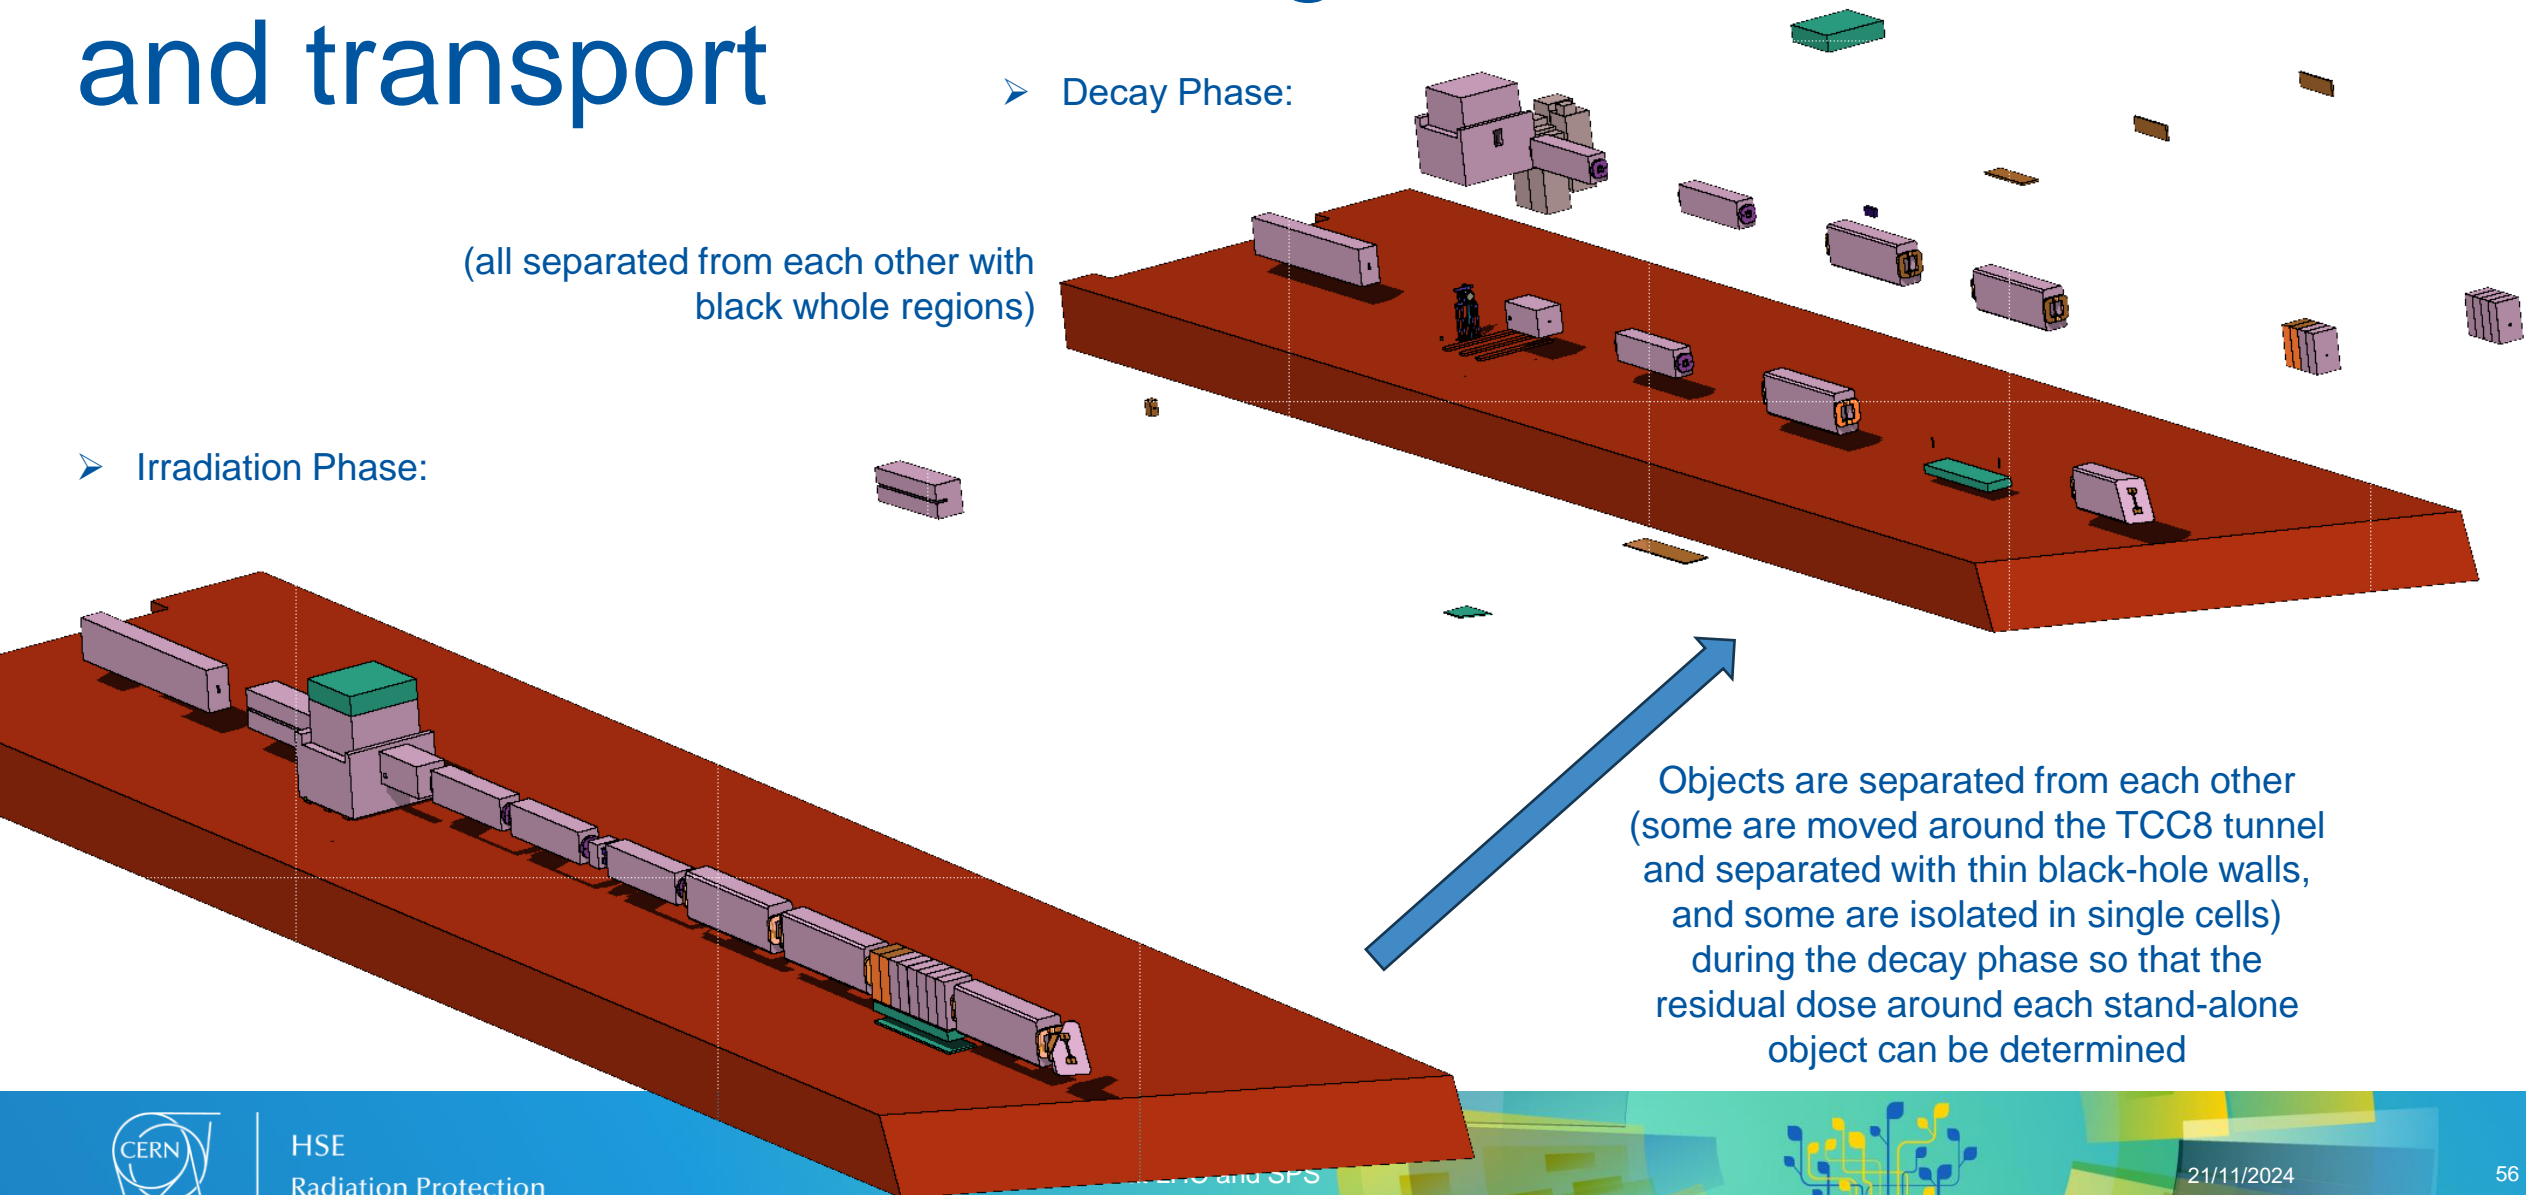 and transport
➢ Decay Phase:
(all separated from each other with
black whole regions)
➢ Irradiation Phase:
Objects are separated from each other
(some are moved around the TCC8 tunnel
and separated with thin black-hole walls,
and some are isolated in single cells)
during the decay phase so that the
residual dose around each stand-alone
object can be determined
CERN
HSE
Radiation Protection
and SPS
21/11/2024
56